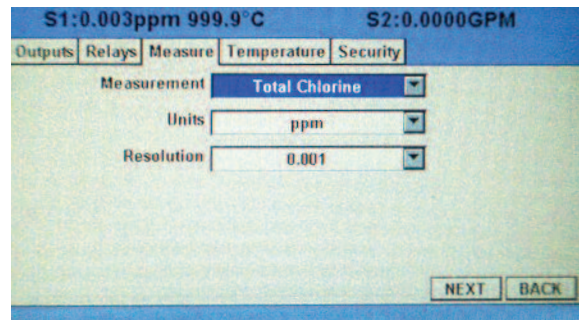 S1:0.003ppm 999.9°C S2:0.0000GPM
Outputs Relays Measure Temperature Security
Measurement Total Chlorine
Units ppm
Resolution 0.001
NEXT BACK